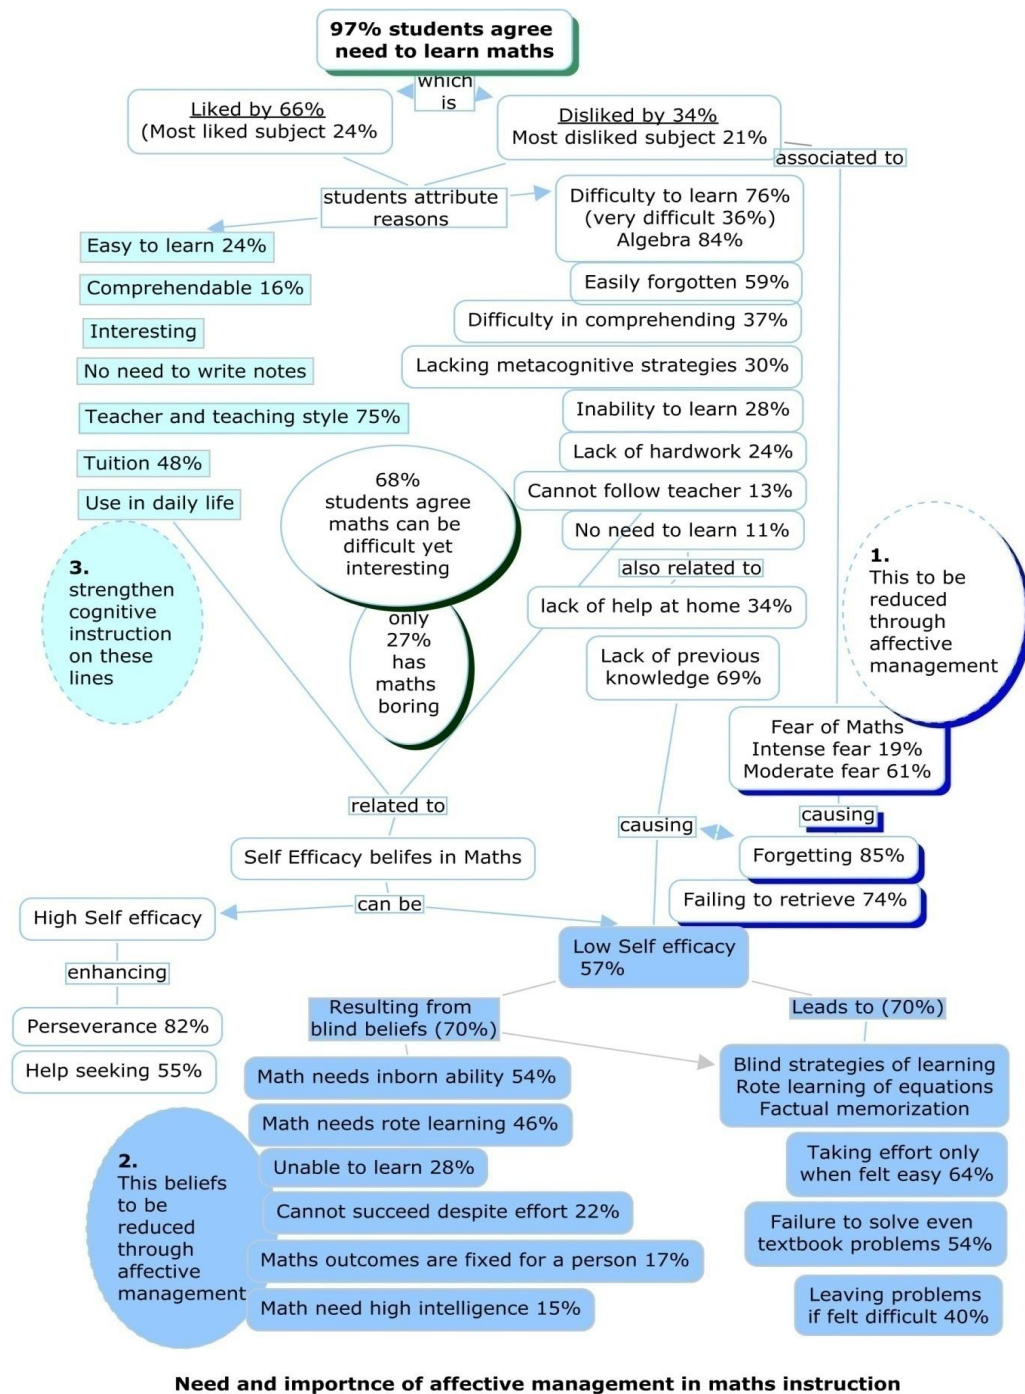 97% students agree
need to learn maths
which
is
Liked by 66%
(Most liked subject 24%
Disliked by 34%
Most disliked subject 21%
associated to
students attribute
reasons
Easy to learn 24%
Comprehendable 16%
Interesting
No need to write notes
Teacher and teaching style 75%
Tuition 48%
Use in daily life
Difficulty to learn 76%
(very difficult 36%)
Algebra 84%
Easily forgotten 59%
Difficulty in comprehending 37%
Lacking metacognitive strategies 30%
Inability to learn 28%
Lack of hardwork 24%
Cannot follow teacher 13%
No need to learn 11%
also related to
lack of help at home 34%
Lack of previous
knowledge 69%
68%
students agree
maths can be
difficult yet
interesting
only
27%
has
maths
boring
3.
strengthen
cognitive
instruction
on these
lines
1.
This to be
reduced
through
affective
management
Fear of Maths
Intense fear 19%
Moderate fear 61%
causing
causing
Forgetting 85%
Failing to retrieve 74%
related to
Self Efficacy belifes in Maths
can be
High Self efficacy
enhancing
Perseverance 82%
Help seeking 55%
Low Self efficacy
57%
Resulting from
blind beliefs (70%)
Leads to (70%)
Math needs inborn ability 54%
Math needs rote learning 46%
Unable to learn 28%
Cannot succeed despite effort 22%
Maths outcomes are fixed for a person 17%
Math need high intelligence 15%
2.
This beliefs
to be
reduced
through
affective
management
Blind strategies of learning
Rote learning of equations
Factual memorization
Taking effort only
when felt easy 64%
Failure to solve even
textbook problems 54%
Leaving problems
if felt difficult 40%
Need and importnce of affective management in maths instruction